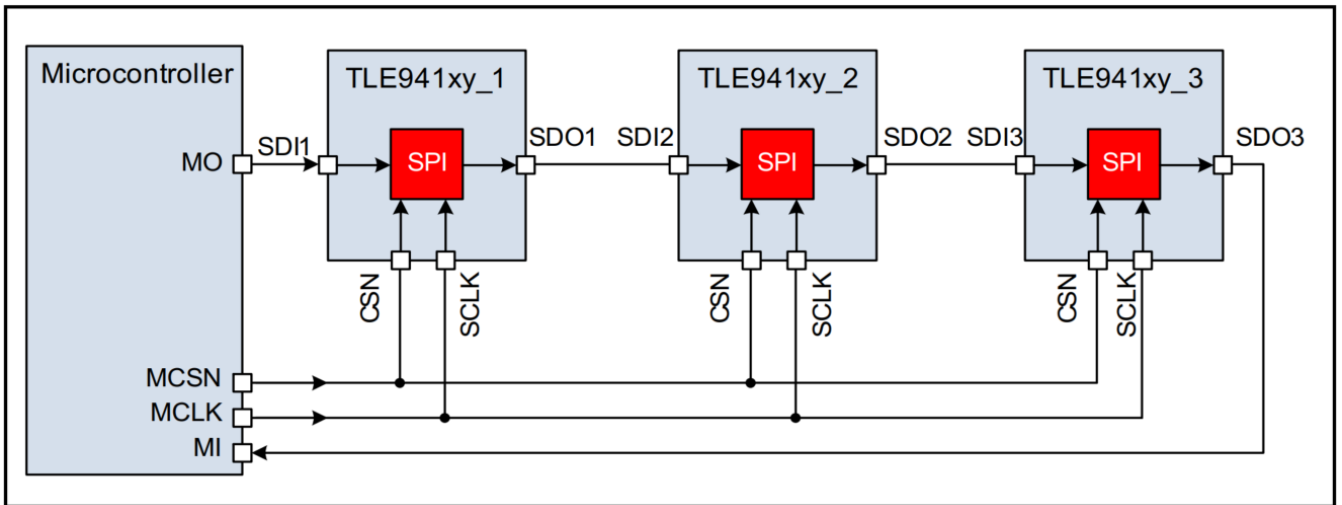 Microcontroller
TLE941xy_1
TLE941xy_2
TLE941xy_3
MO
SDI1
SPI
SDO1
SDI2
SPI
SDO2
SDI3
SPI
SDO3
CSN
SCLK
CSN
SCLK
CSN
SCLK
MCSN
MCLK
MI